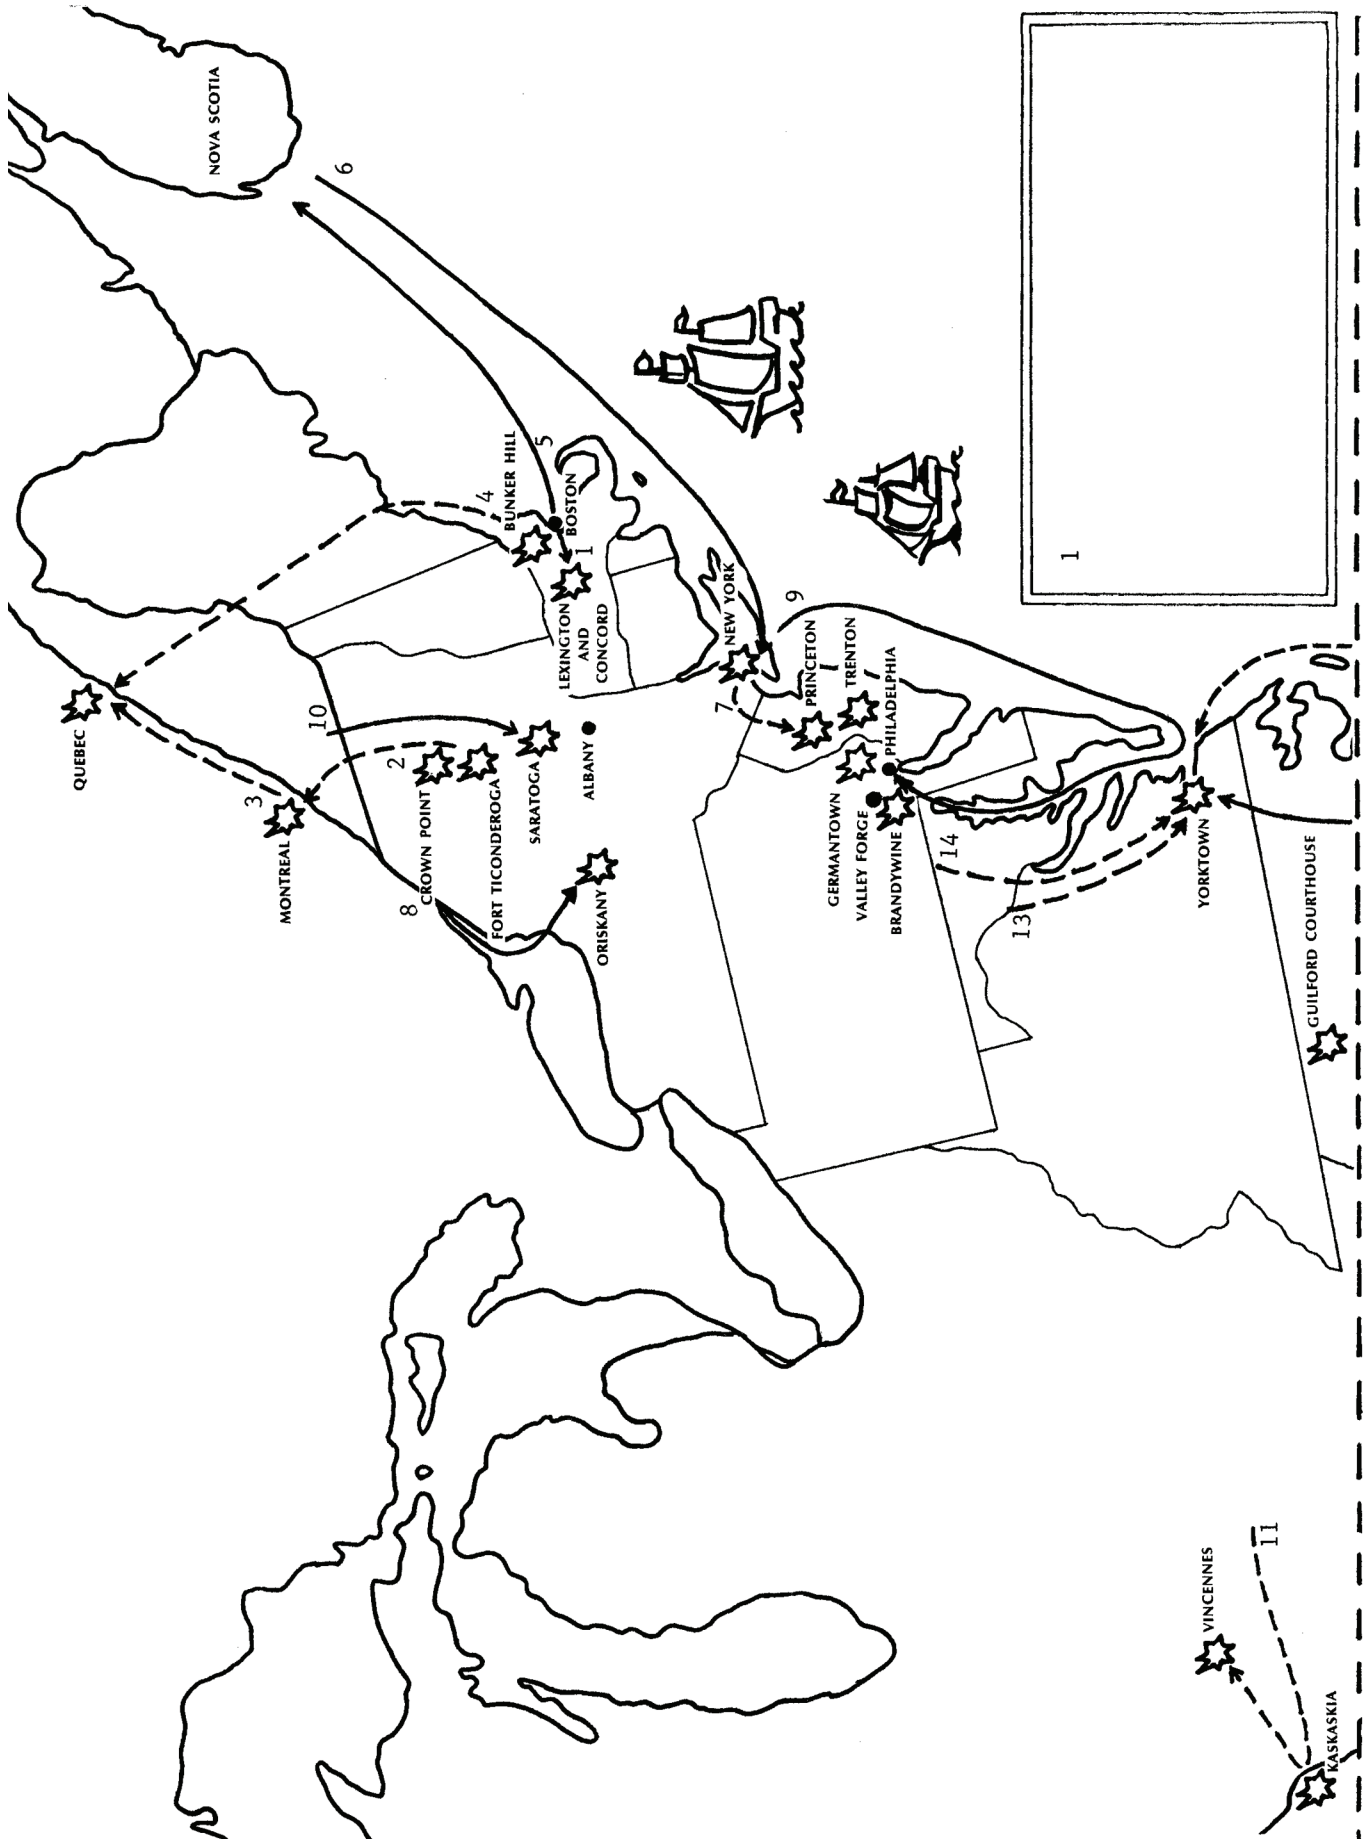 NOVA SCOTIA
6
QUEBEC
3
MONTREAL
10
2
8
CROWN POINT
FORT TICONDEROGA
SARATOGA
ALBANY
ORISKANY
4
BUNKER HILL
5
BOSTON
1
LEXINGTON
AND
CONCORD
NEW YORK
7
9
PRINCETON
TRENTON
PHILADELPHIA
GERMANTOWN
VALLEY FORGE
BRANDYWINE
14
13
YORKTOWN
GUILFORD COURTHOUSE
1
VINCENNES
11
KASKASKIA